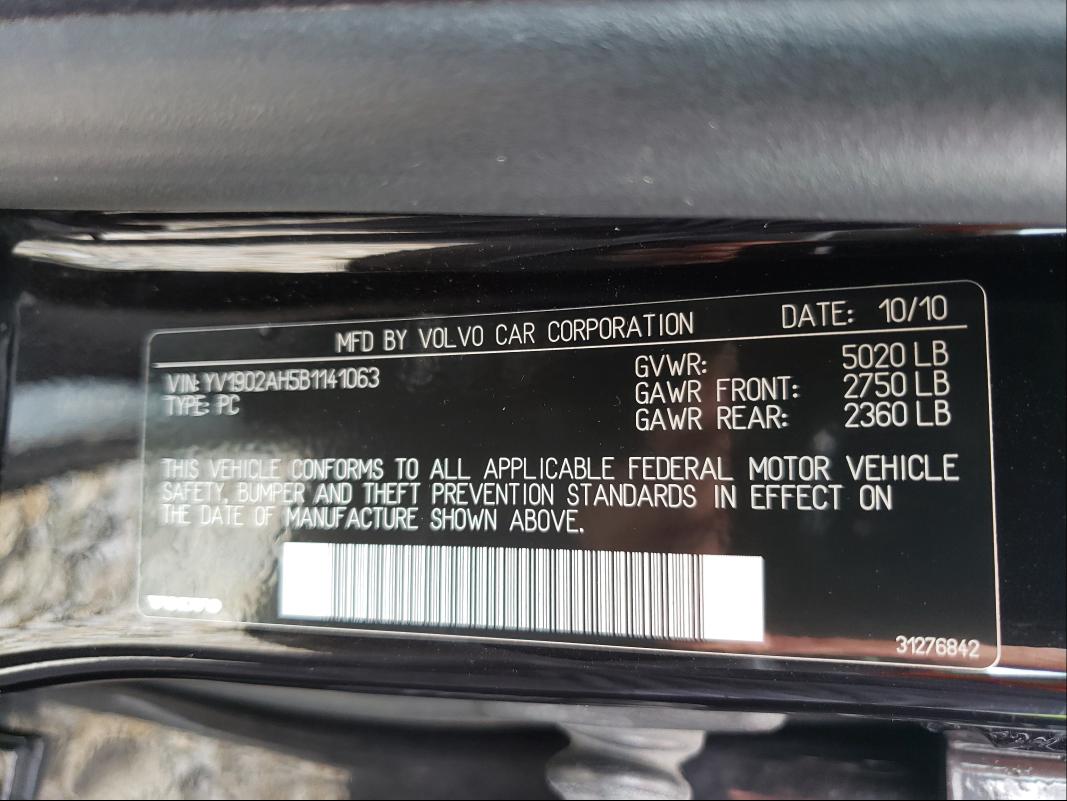 MFD BY VOLVO CAR CORPORATION DATE: 10/10
VIN: YV1902AH5B1141063
TYPE: PC
GVWR: 5020 LB
GAWR FRONT: 2750 LB
GAWR REAR: 2360 LB
THIS VEHICLE CONFORMS TO ALL APPLICABLE FEDERAL MOTOR VEHICLE
SAFETY, BUMPER AND THEFT PREVENTION STANDARDS IN EFFECT ON
THE DATE OF MANUFACTURE SHOWN ABOVE.
VOLVO
31276842